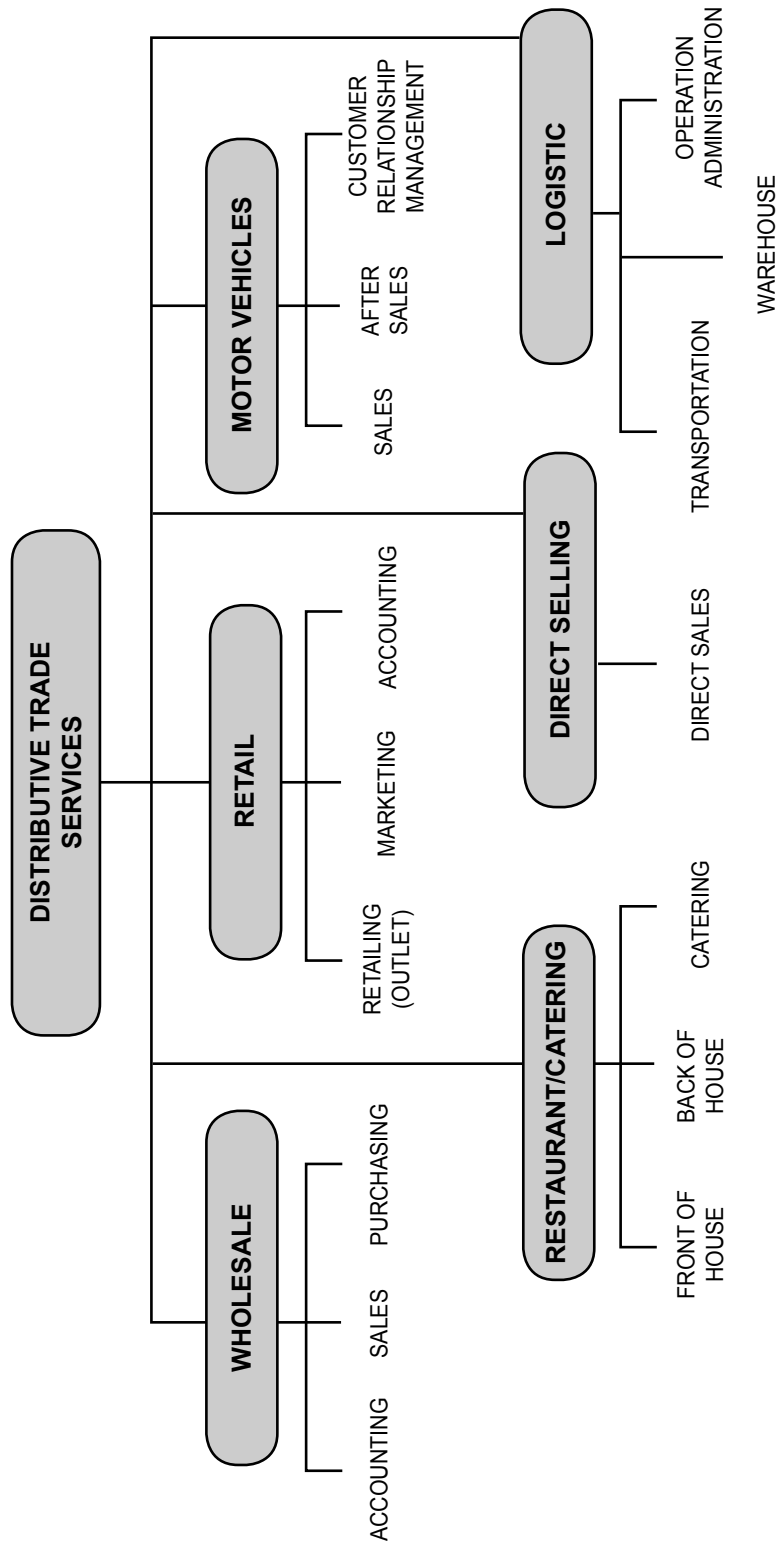 DISTRIBUTIVE TRADE
SERVICES
WHOLESALE
ACCOUNTING
SALES
PURCHASING
RETAIL
RETAILING
(OUTLET)
MARKETING
ACCOUNTING
MOTOR VEHICLES
SALES
AFTER
SALES
CUSTOMER
RELATIONSHIP
MANAGEMENT
RESTAURANT/CATERING
FRONT OF
HOUSE
BACK OF
HOUSE
CATERING
DIRECT SELLING
DIRECT SALES
LOGISTIC
TRANSPORTATION
WAREHOUSE
OPERATION
ADMINISTRATION